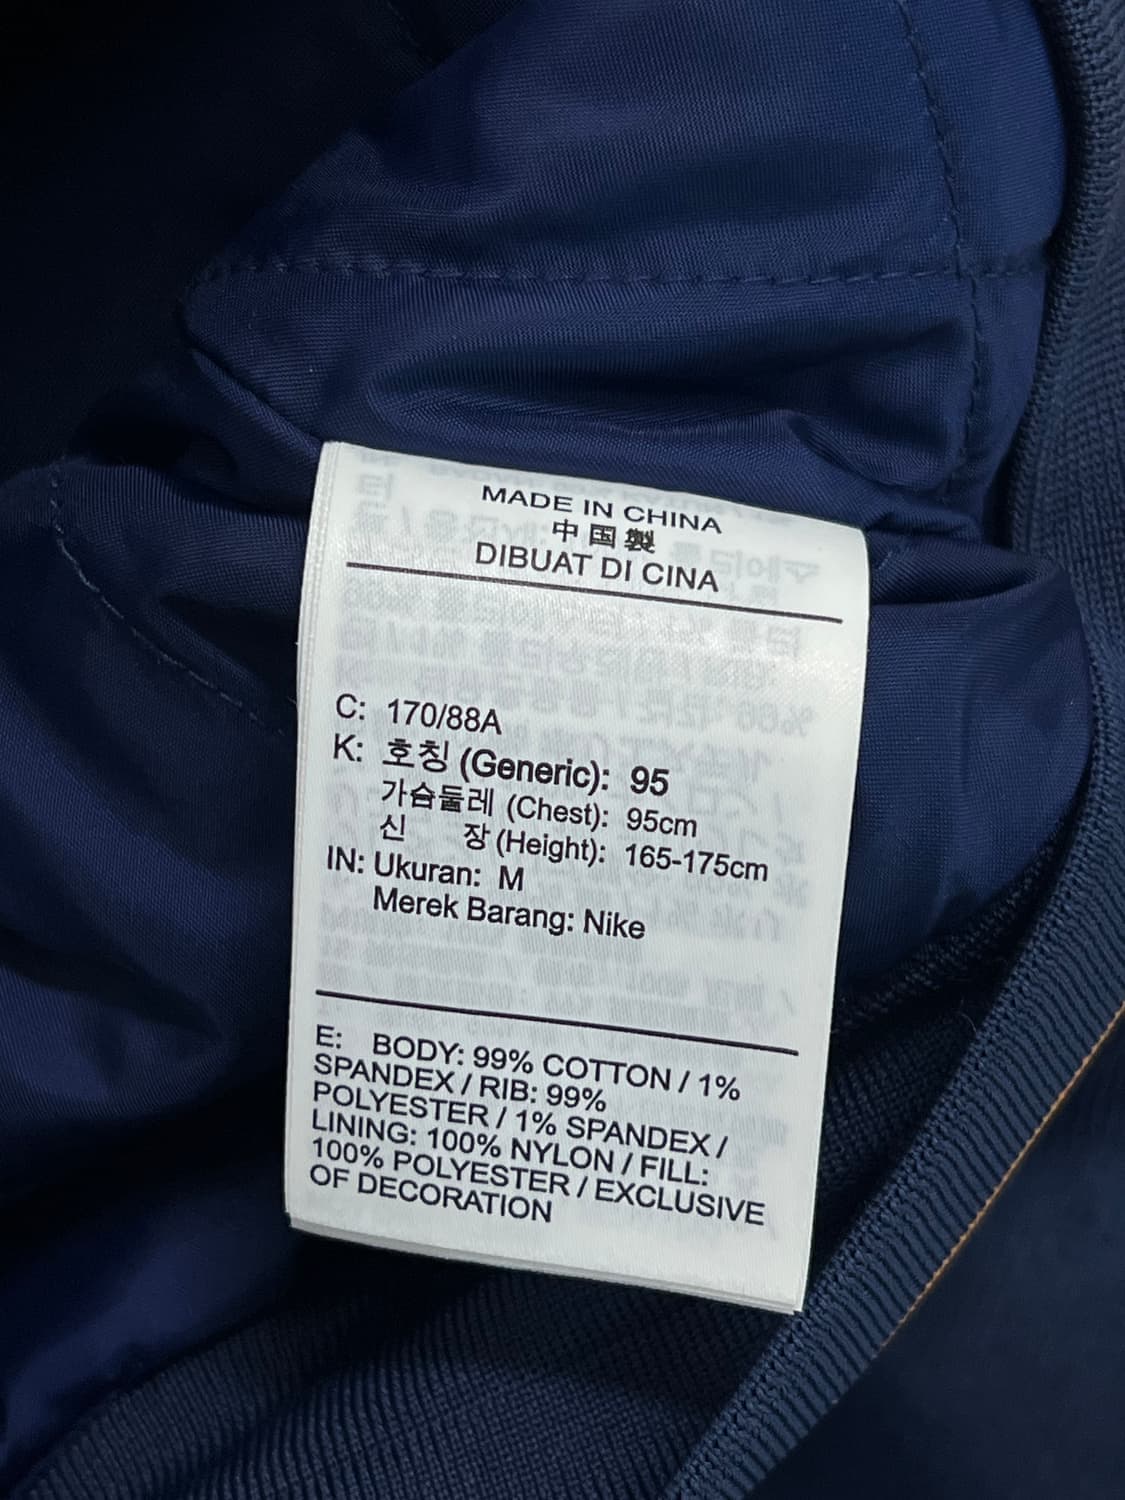 MADE IN CHINA
中国製
DIBUAT DI CINA
C: 170/88A
K: 호칭 (Generic): 95
가슴둘레 (Chest): 95cm
신 장 (Height): 165-175cm
IN: Ukuran: M
Merek Barang: Nike
E: BODY: 99% COTTON / 1%
SPANDEX / RIB: 99%
POLYESTER / 1% SPANDEX /
LINING: 100% NYLON / FILL:
100% POLYESTER / EXCLUSIVE
OF DECORATION